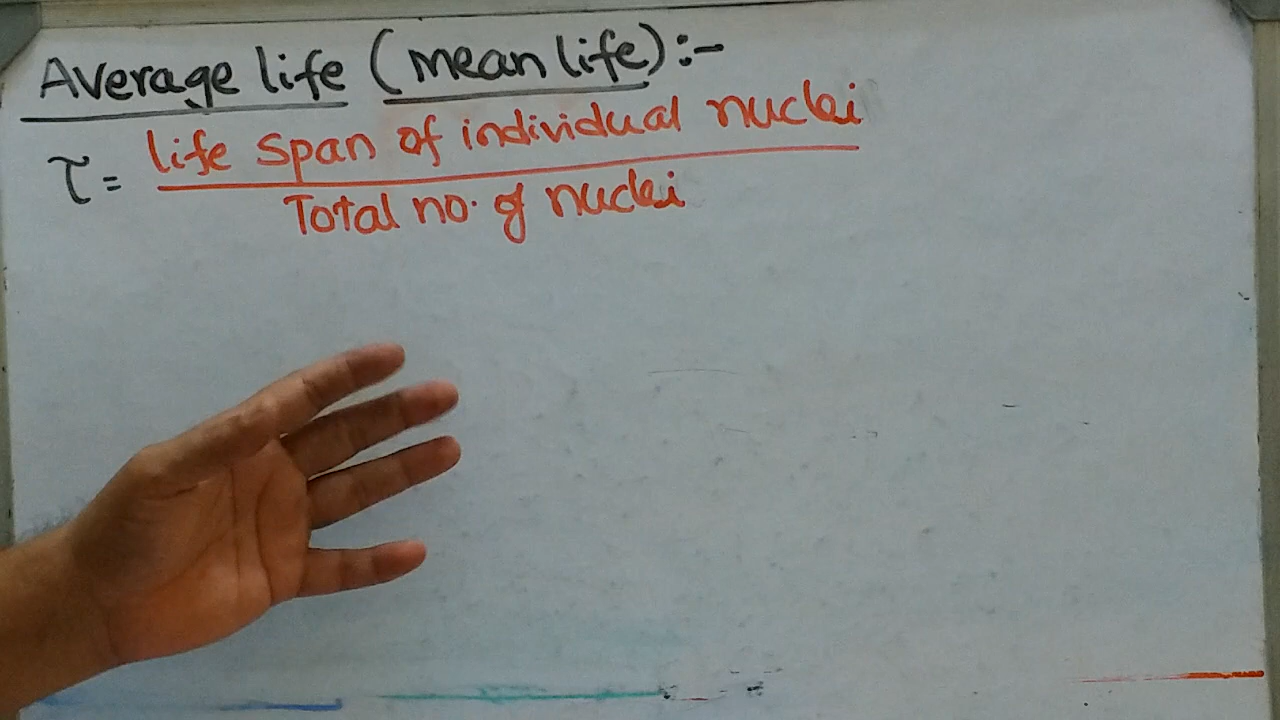 Average life (mean life):-
τ = life span of individual nuclei
Total no. of nuclei